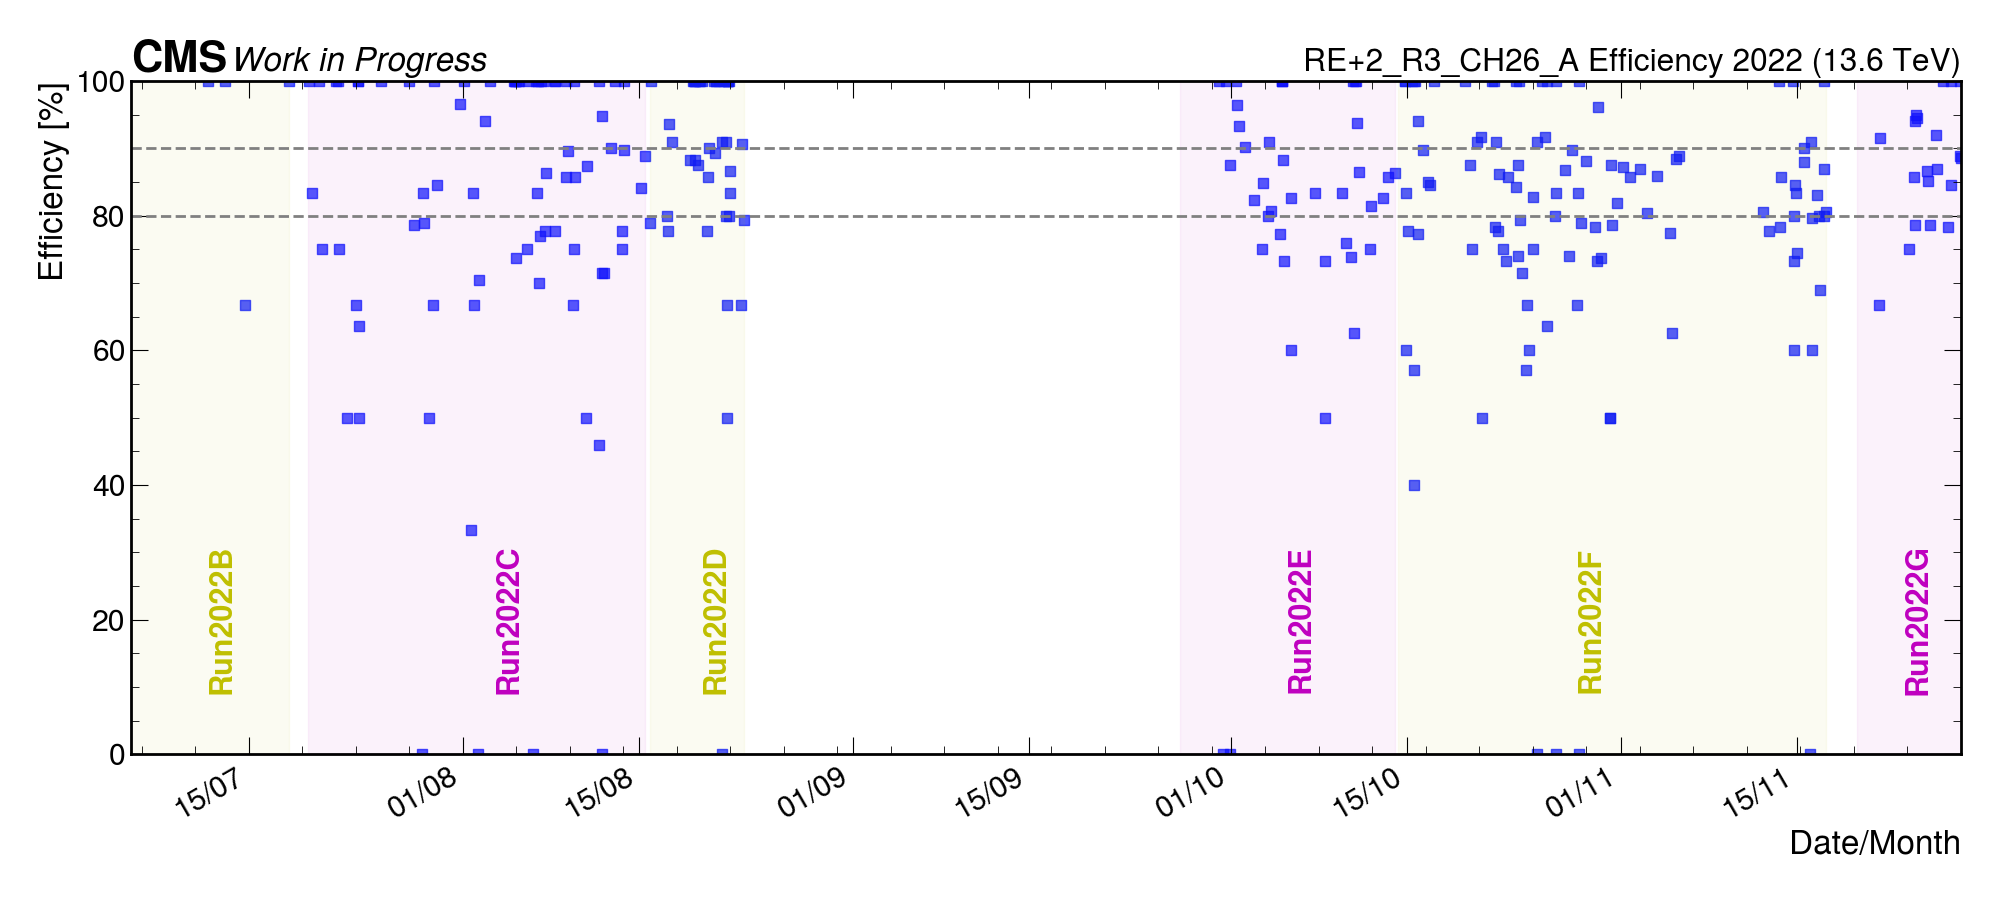 CMS Work in Progress
RE+2_R3_CH26_A Efficiency 2022 (13.6 TeV)
Efficiency [%]
100
80
60
40
20
0
Run2022B
Run2022C
Run2022D
Run2022E
Run2022F
Run2022G
15/07
01/08
15/08
01/09
15/09
01/10
15/10
01/11
15/11
Date/Month